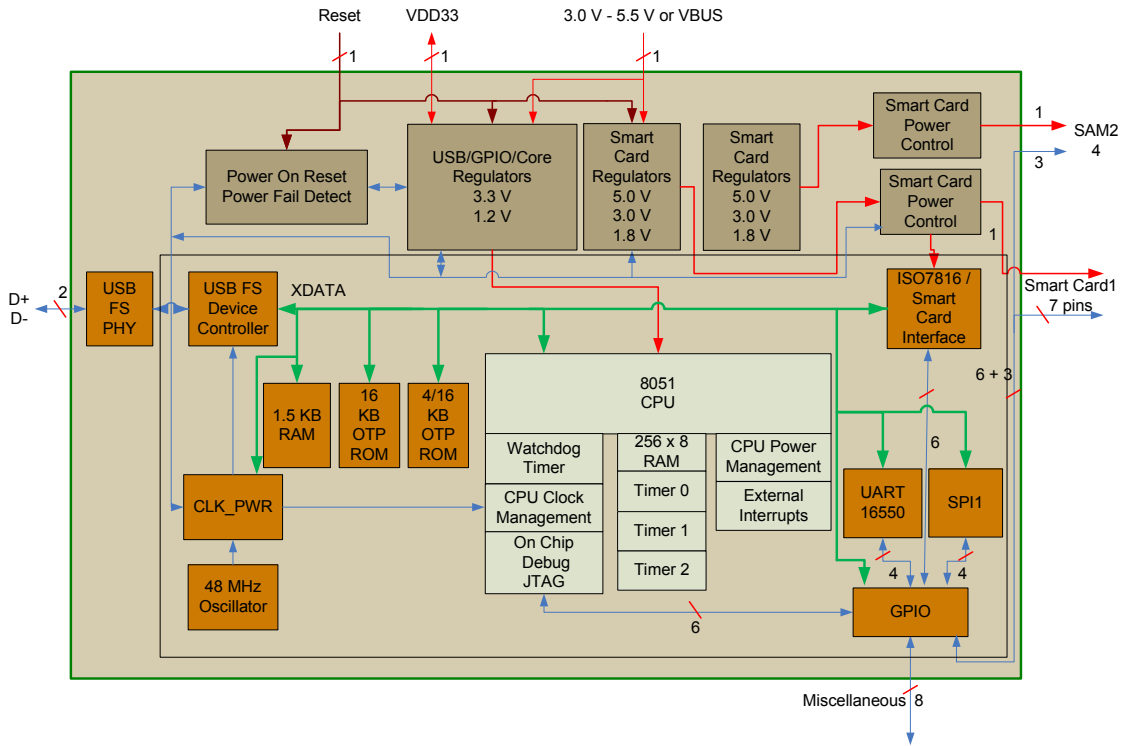 Reset
VDD33
3.0 V - 5.5 V or VBUS
1
1
1
Smart Card
Power
Control
1
SAM2
4
3
Power On Reset
Power Fail Detect
USB/GPIO/Core
Regulators
3.3 V
1.2 V
Smart
Card
Regulators
5.0 V
3.0 V
1.8 V
Smart
Card
Regulators
5.0 V
3.0 V
1.8 V
Smart Card
Power
Control
1
D+
D-
2
USB
FS
PHY
USB FS
Device
Controller
XDATA
ISO7816 /
Smart
Card
Interface
Smart Card1
7 pins
1.5 KB
RAM
16
KB
OTP
ROM
4/16
KB
OTP
ROM
8051
CPU
6 + 3
6
Watchdog
Timer
256 x 8
RAM
CPU Power
Management
CPU Clock
Management
Timer 0
External
Interrupts
On Chip
Debug
JTAG
Timer 1
Timer 2
UART
16550
SPI1
CLK_PWR
48 MHz
Oscillator
4
4
6
GPIO
Miscellaneous
8